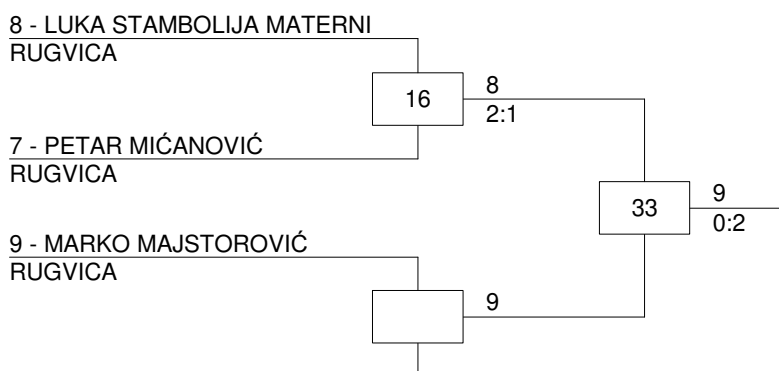 8 - LUKA STAMBOLIJA MATERNI
RUGVICA
16
8
2:1
7 - PETAR MIĆANOVIĆ
RUGVICA
33
9
0:2
9 - MARKO MAJSTOROVIĆ
RUGVICA
9